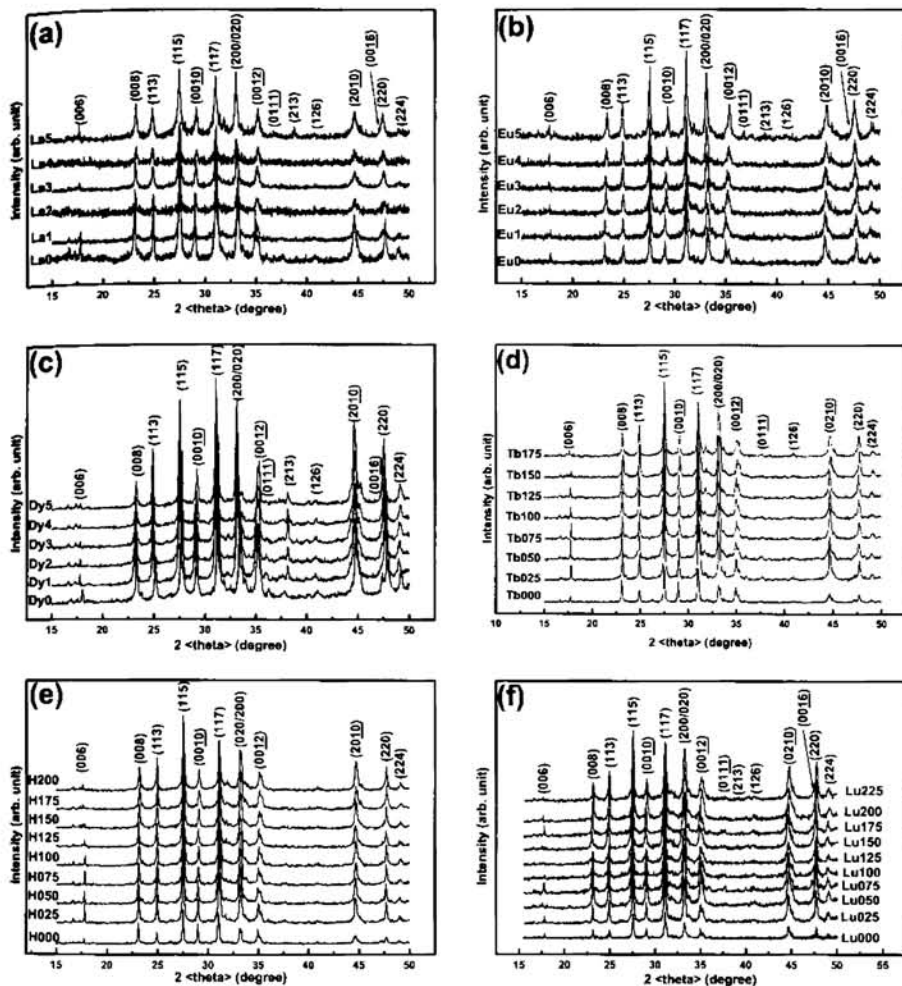 (a)
(006)
(008)
(113)
(115)
(0010)
(117)
(200/020)
(0012)
(0111)
(213)
(126)
(2010)
(0016)
(220)
(224)
Intensity (arb. unit)
La5
La3
La2
La1
La0
15 20 25 30 35 40 45 50
2 <theta> (degree)
(b)
(006)
(008)
(113)
(115)
(0010)
(117)
(200/020)
(0012)
(0111)
(213)
(126)
(2010)
(0016)
(220)
(224)
Intensity (arb. unit)
Eu5
Eu4
Eu3
Eu2
Eu1
Eu0
15 20 25 30 35 40 45 50
2 <theta> (degree)
(c)
(006)
(008)
(113)
(115)
(0010)
(117)
(200/020)
(0012)
(0111)
(213)
(126)
(2010)
(0016)
(220)
(224)
Intensity (arb. unit)
Dy5
Dy4
Dy3
Dy2
Dy1
Dy0
15 20 25 30 35 40 45 50
2 <theta> (degree)
(d)
(006)
(008)
(113)
(115)
(0010)
(117)
(200/020)
(0012)
(0111)
(126)
(0210)
(220)
(224)
Intensity (arb. unit)
Tb175
Tb150
Tb125
Tb100
Tb075
Tb050
Tb025
Tb000
10 15 20 25 30 35 40 45 50
2 <theta> (degree)
(e)
(006)
(008)
(113)
(115)
(0010)
(117)
(020/200)
(0012)
(2010)
(220)
(224)
Intensity (arb. unit)
H200
H175
H150
H125
H100
H075
H050
H025
H000
15 20 25 30 35 40 45 50
2 <theta> (degree)
(f)
(006)
(008)
(113)
(115)
(0010)
(117)
(200/020)
(0012)
(0111)
(213)
(126)
(0210)
(0016)
(220)
(224)
Intensity (arb. unit)
Lu225
Lu200
Lu175
Lu150
Lu125
Lu100
Lu075
Lu050
Lu025
Lu000
15 20 25 30 35 40 45 50 55
2 <theta> (degree)